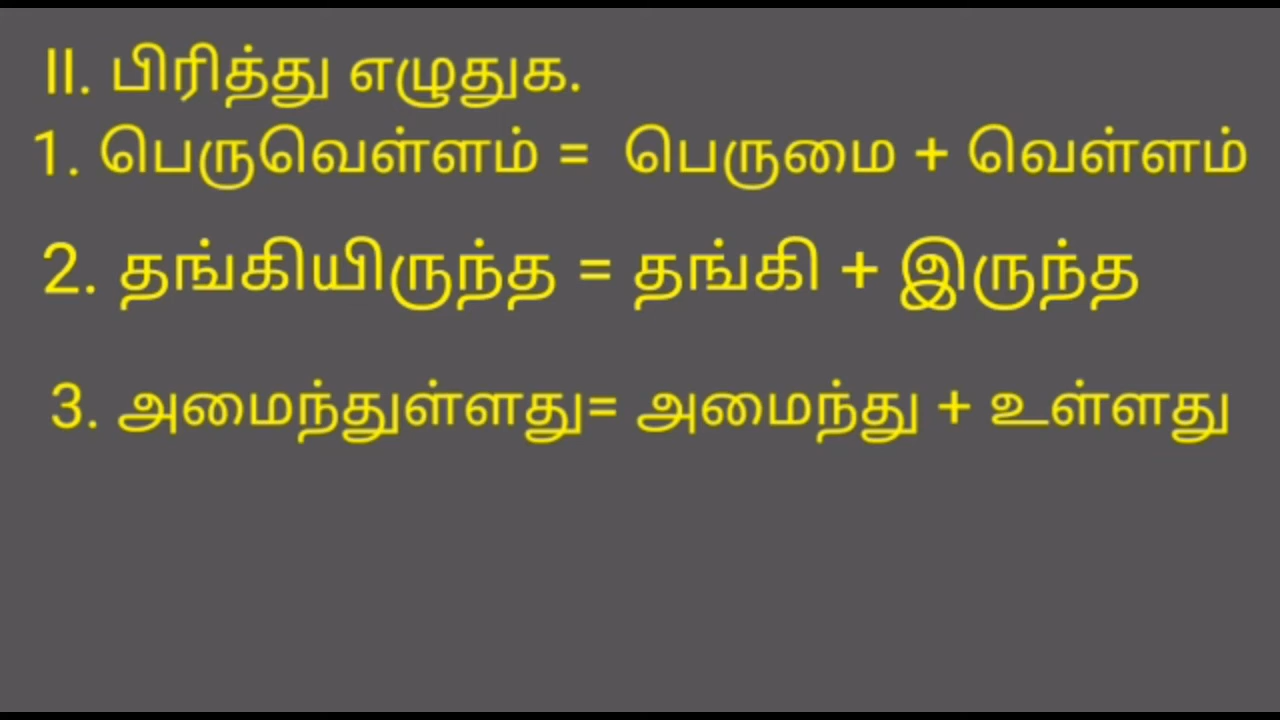 II. பிரித்து எழுதுக.
1. பெருவெள்ளம் = பெருமை + வெள்ளம்
2. தங்கியிருந்த = தங்கி + இருந்த
3. அமைந்துள்ளது= அமைந்து + உள்ளது